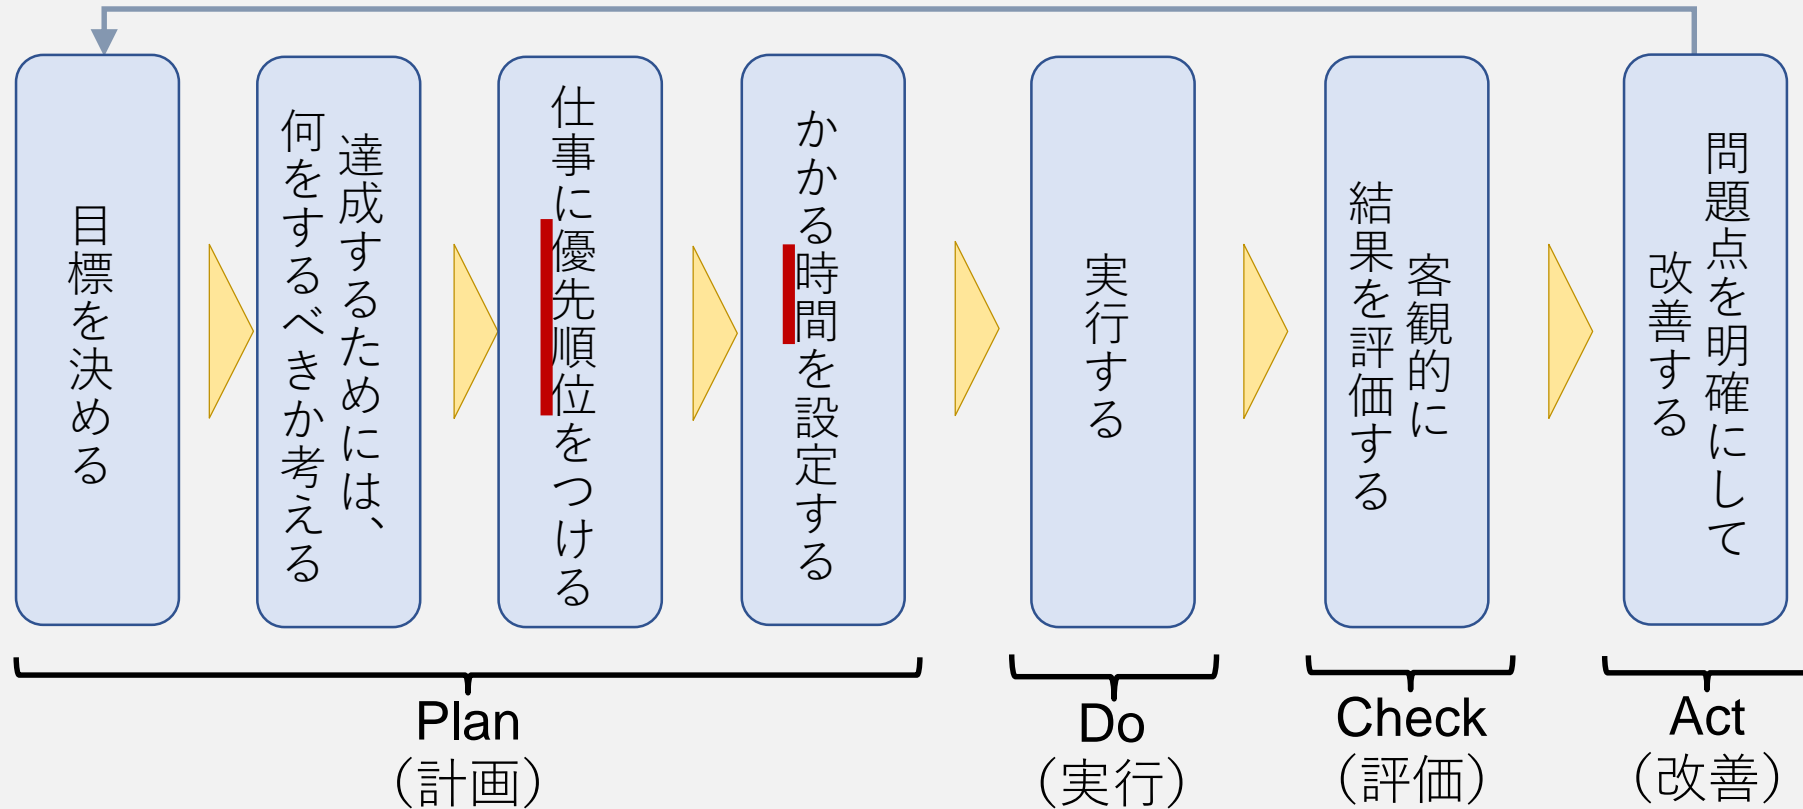 目標を決める
達成するためには、
何をするべきか考える
仕事に優先順位をつける
かかる時間を設定する
実行する
客観的に
結果を評価する
問題点を明確にして
改善する
Plan
（計画）
Do
（実行）
Check
（評価）
Act
（改善）